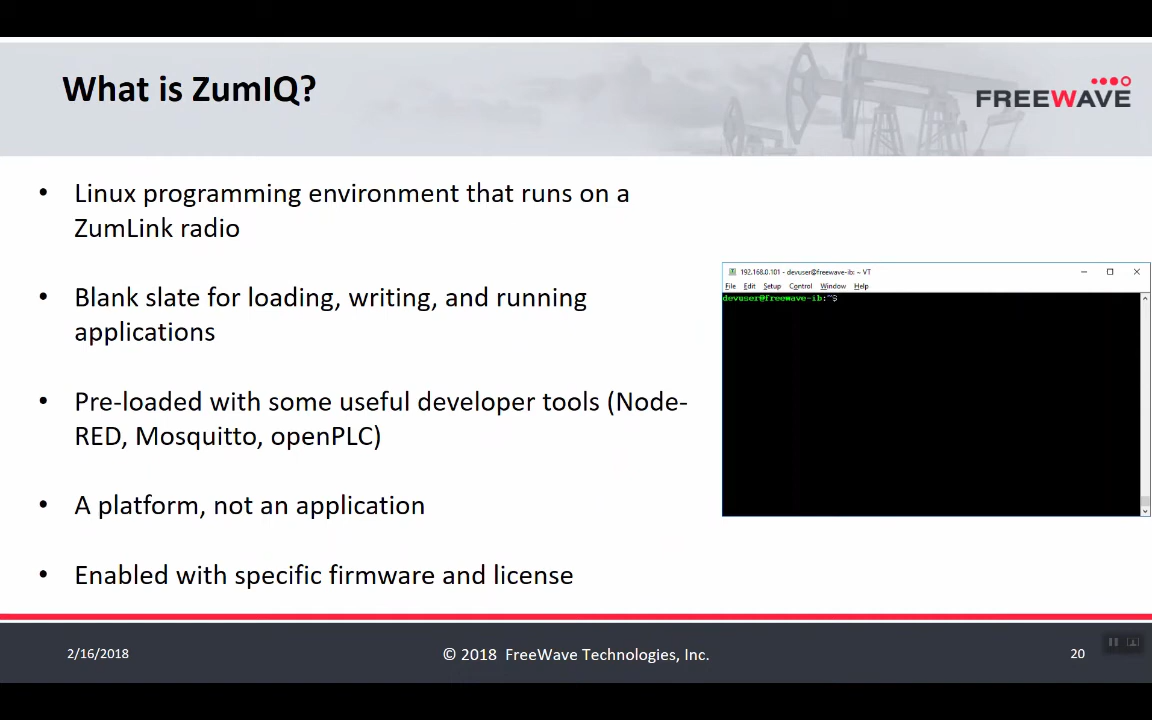 What is ZumIQ?
FREEWAVE
• Linux programming environment that runs on a
ZumLink radio
• Blank slate for loading, writing, and running
applications
• Pre-loaded with some useful developer tools (Node-
RED, Mosquitto, openPLC)
• A platform, not an application
• Enabled with specific firmware and license
192.168.0.101 - devuser@freewave-ib: ~ VT
File Edit Setup Control Window Help
devuser@freewave-ib:~$
2/16/2018
© 2018 FreeWave Technologies, Inc.
20